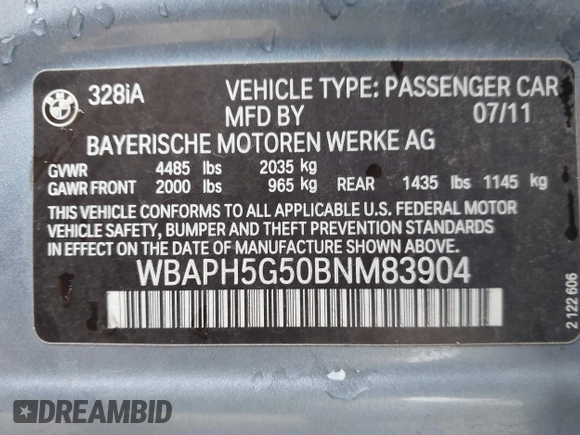 BMW
328iA VEHICLE TYPE: PASSENGER CAR
MFD BY 07/11
BAYERISCHE MOTOREN WERKE AG
GVWR 4485 lbs 2035 kg
GAWR FRONT 2000 lbs 965 kg REAR 1435 lbs 1145 kg
THIS VEHICLE CONFORMS TO ALL APPLICABLE U.S. FEDERAL MOTOR
VEHICLE SAFETY, BUMPER AND THEFT PREVENTION STANDARDS
IN EFFECT ON THE DATE OF MANUFACTURE SHOWN ABOVE.
WBAPH5G50BNM83904
2 122 606
DREAMBID